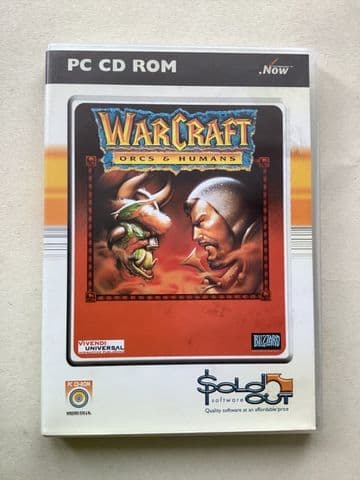 PC CD ROM
.Now
WARCRAFT
ORCS & HUMANS
VIVENDI
UNIVERSAL
BLIZZARD
PC CD-ROM
SOLD
software
OUT
Quality software at an affordable price